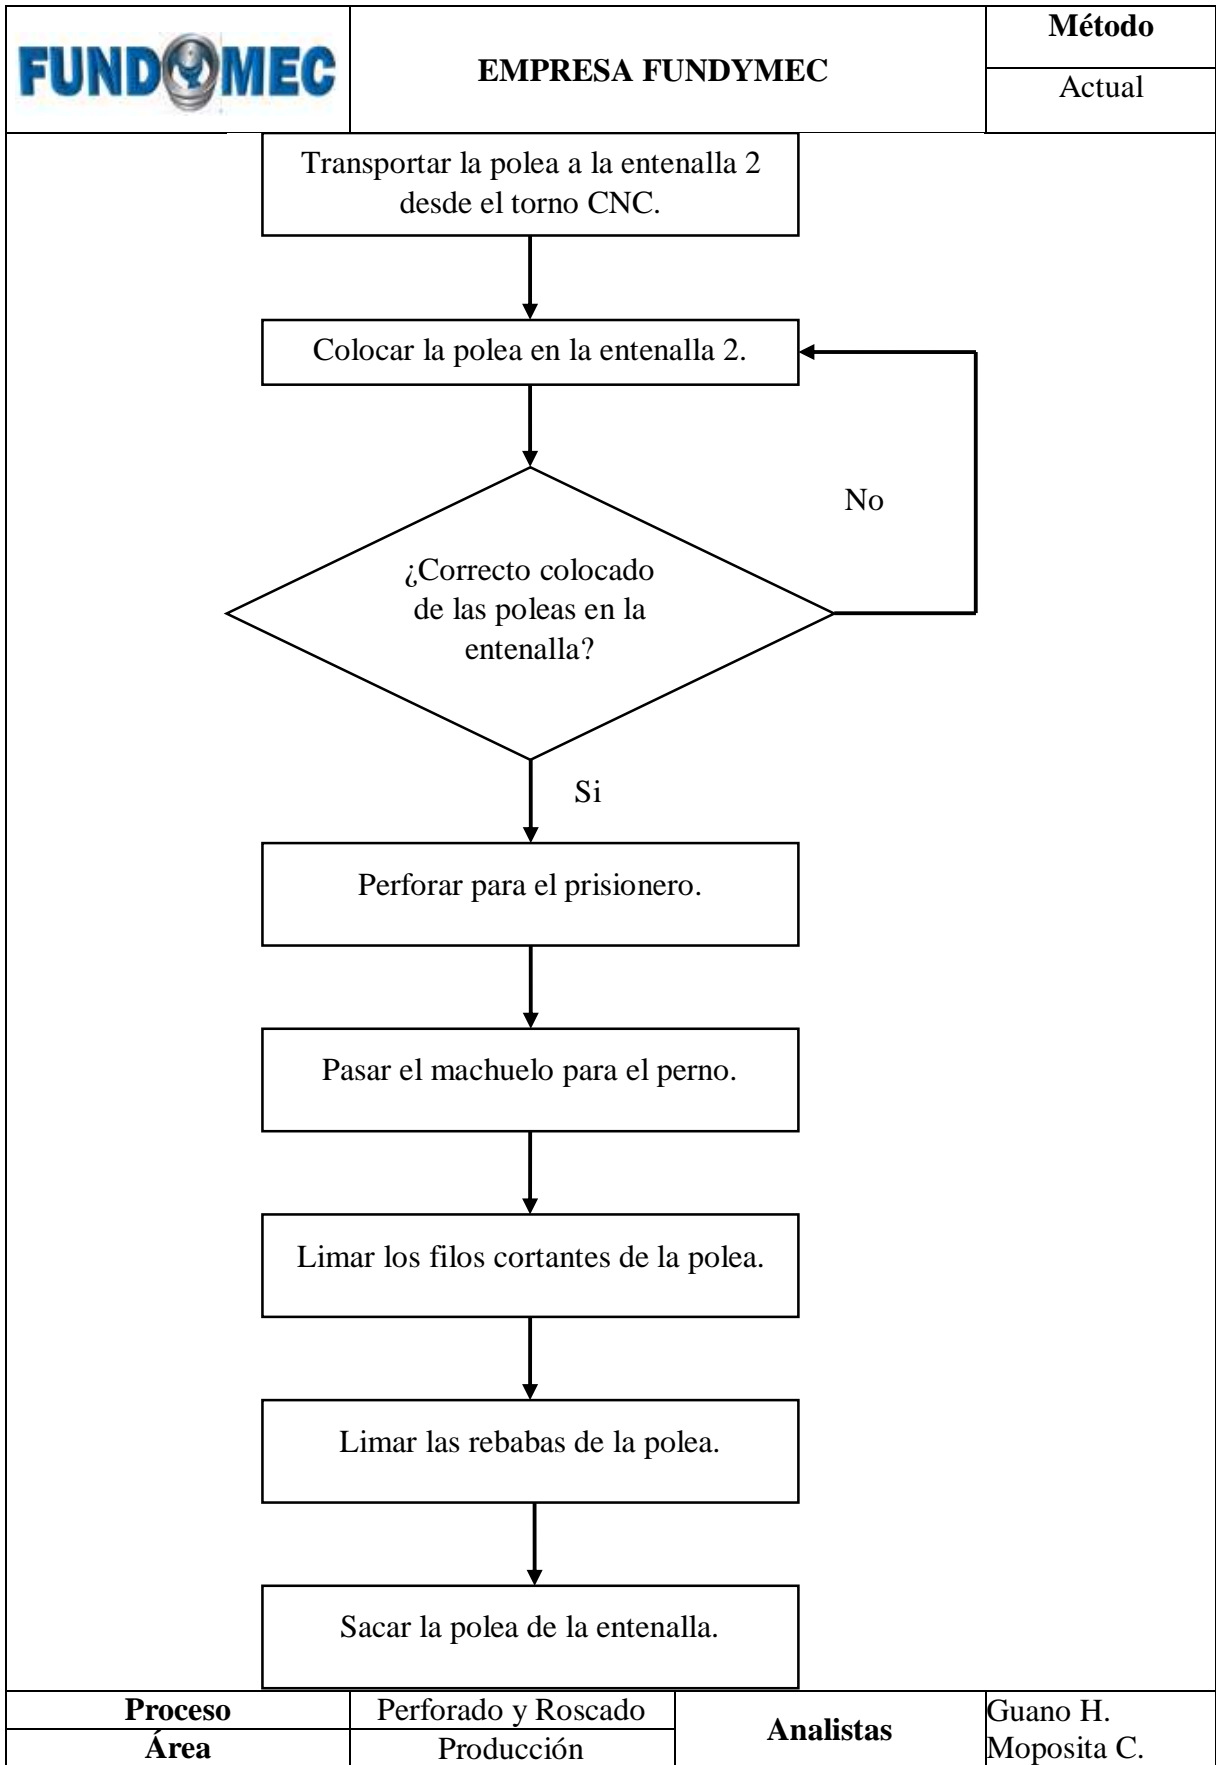 FUNDYMEC
EMPRESA FUNDYMEC
Método
Actual
Transportar la polea a la entenalla 2
desde el torno CNC.
Colocar la polea en la entenalla 2.
No
¿Correcto colocado
de las poleas en la
entenalla?
Si
Perforar para el prisionero.
Pasar el machuelo para el perno.
Limar los filos cortantes de la polea.
Limar las rebabas de la polea.
Sacar la polea de la entenalla.
Proceso
Perforado y Roscado
Analistas
Guano H.
Área
Producción
Moposita C.